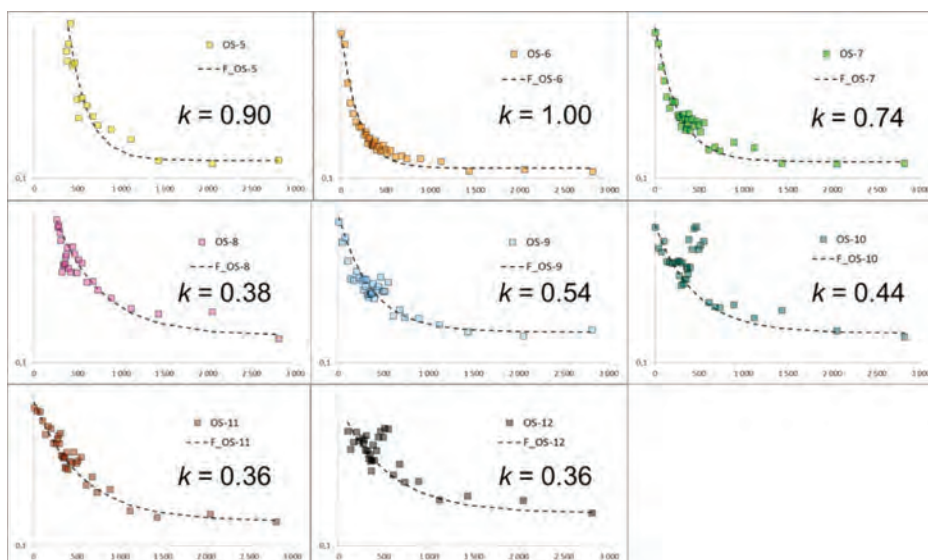 OS-5
F_OS-5
k = 0.90
0,1
0 500 1 000 1 500 2 000 2 500 3 000
OS-6
F_OS-6
k = 1.00
0,1
0 500 1 000 1 500 2 000 2 500 3 000
OS-7
F_OS-7
k = 0.74
0,1
0 500 1 000 1 500 2 000 2 500 3 000
OS-8
F_OS-8
k = 0.38
0,1
0 500 1 000 1 500 2 000 2 500 3 000
OS-9
F_OS-9
k = 0.54
0,1
0 500 1 000 1 500 2 000 2 500 3 000
OS-10
F_OS-10
k = 0.44
0,1
0 500 1 000 1 500 2 000 2 500 3 000
OS-11
F_OS-11
k = 0.36
0,1
0 500 1 000 1 500 2 000 2 500 3 000
OS-12
F_OS-12
k = 0.36
0,1
0 500 1 000 1 500 2 000 2 500 3 000